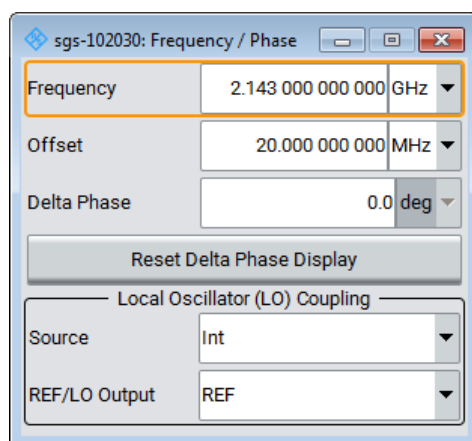 sgs-102030: Frequency / Phase
Frequency 2.143 000 000 000 GHz
Offset 20.000 000 000 MHz
Delta Phase 0.0 deg
Reset Delta Phase Display
Local Oscillator (LO) Coupling
Source Int
REF/LO Output REF